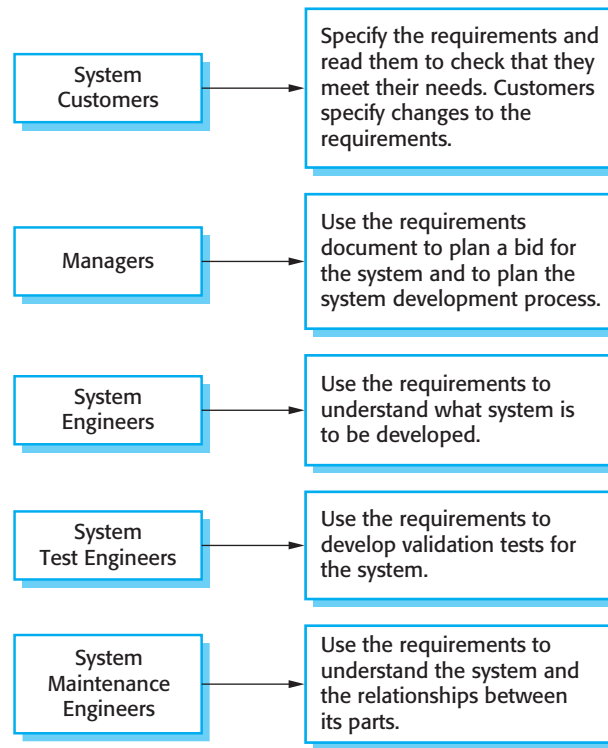 System
Customers
Specify the requirements and
read them to check that they
meet their needs. Customers
specify changes to the
requirements.
Managers
Use the requirements
document to plan a bid for
the system and to plan the
system development process.
System
Engineers
Use the requirements to
understand what system is
to be developed.
System
Test Engineers
Use the requirements to
develop validation tests for
the system.
System
Maintenance
Engineers
Use the requirements to
understand the system and
the relationships between
its parts.